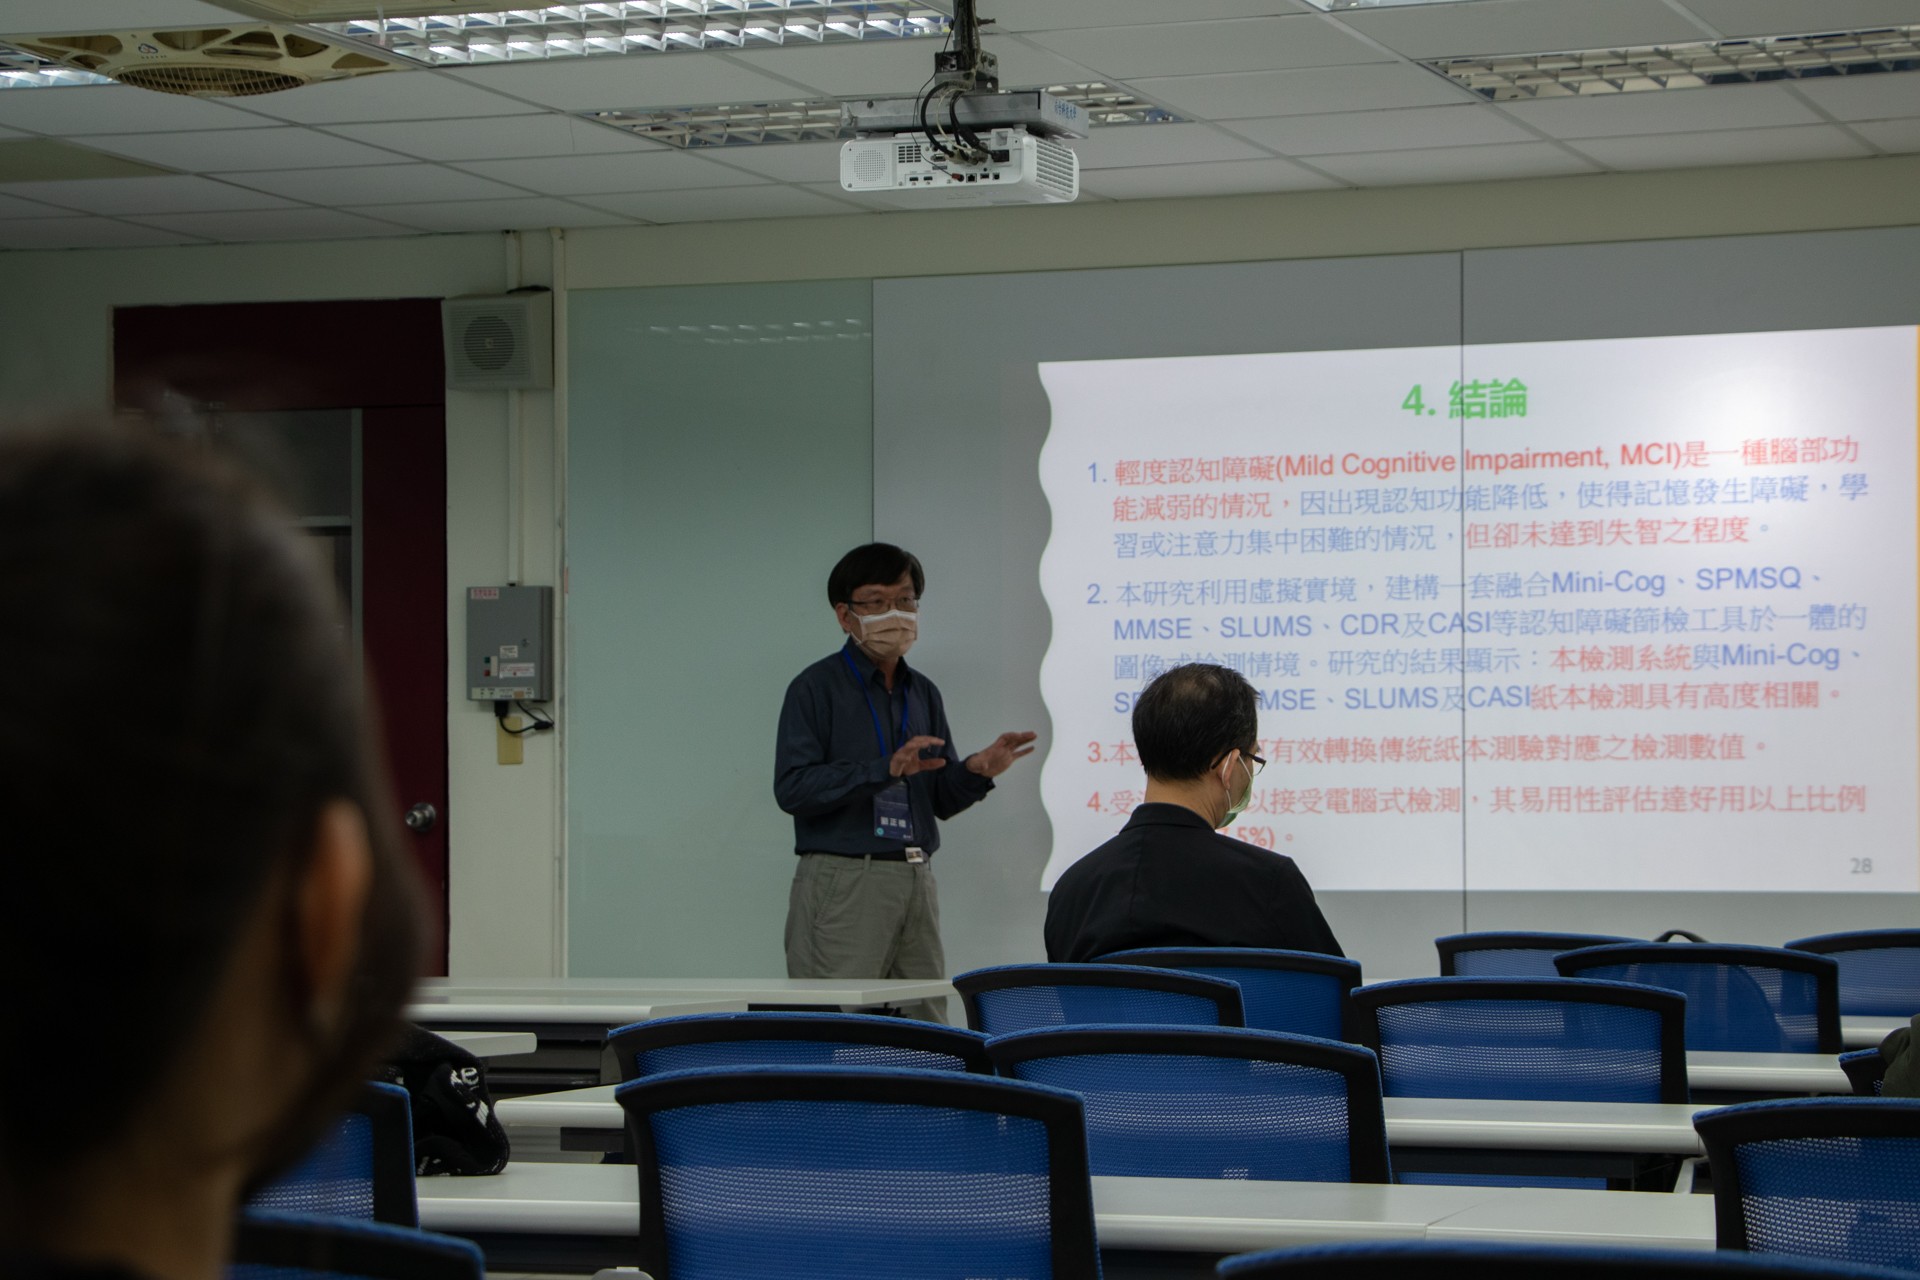 4. 結論
1. 輕度認知障礙(Mild Cognitive Impairment, MCI)是一種腦部功
能減弱的情況，因出現認知功能降低，使得記憶發生障礙，學
習或注意力集中困難的情況，但卻未達到失智之程度。
2. 本研究利用虛擬實境，建構一套融合Mini-Cog、SPMSQ、
MMSE、SLUMS、CDR及CASI等認知障礙篩檢工具於一體的
圖像式檢測情境。研究的結果顯示：本檢測系統與Mini-Cog、
MSE、SLUMS及CASI紙本檢測具有高度相關。
3.本 有效轉換傳統紙本測驗對應之檢測數值。
4.受 以接受電腦式檢測，其易用性評估達好用以上比例
5%)。
28
劉正